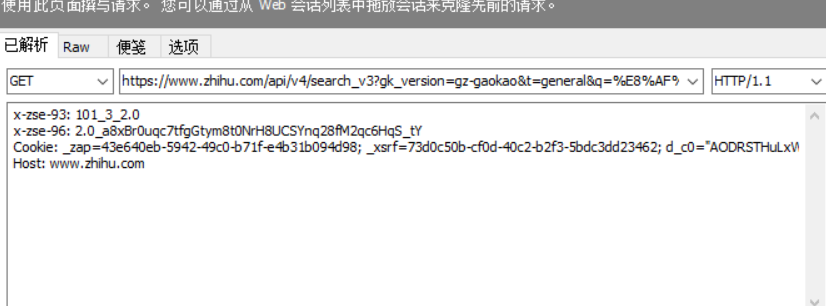 使用此页面撰写请求。 您可以通过从 Web 会话列表中拖放会话来克隆先前的请求。
已解析 Raw 便笺 选项
GET https://www.zhihu.com/api/v4/search_v3?gk_version=gz-gaokao&t=general&q=%E8%AF% HTTP/1.1
x-zse-93: 101_3_2.0
x-zse-96: 2.0_a8xBr0uqc7tfgGtym8t0NrH8UCSYnq28fM2qc6HqS_tY
Cookie: _zap=43e640eb-5942-49c0-b71f-e4b31b094d98; _xsrf=73d0c50b-cf0d-40c2-b2f3-5bdc3dd23462; d_c0="AODRSTHuLxW
Host: www.zhihu.com